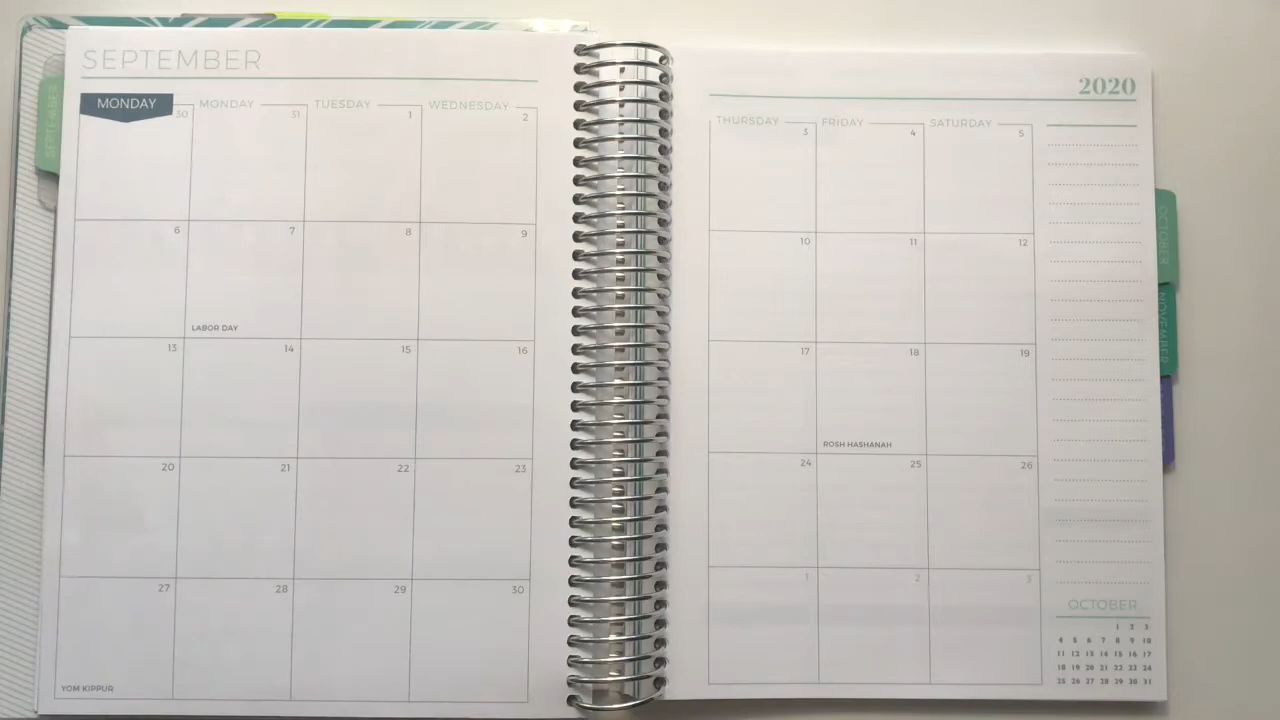 SEPTEMBER
2020
MONDAY MONDAY TUESDAY WEDNESDAY THURSDAY FRIDAY SATURDAY
30 31 1 2 3 4 5
6 7 8 9 10 11 12
LABOR DAY
13 14 15 16 17 18 19
ROSH HASHANAH
20 21 22 23 24 25 26
27 28 29 30 1 2 3
YOM KIPPUR
OCTOBER
1 2 3
4 5 6 7 8 9 10
11 12 13 14 15 16 17
18 19 20 21 22 23 24
25 26 27 28 29 30 31
SEPTEMBER
OCTOBER
NOVEMBER